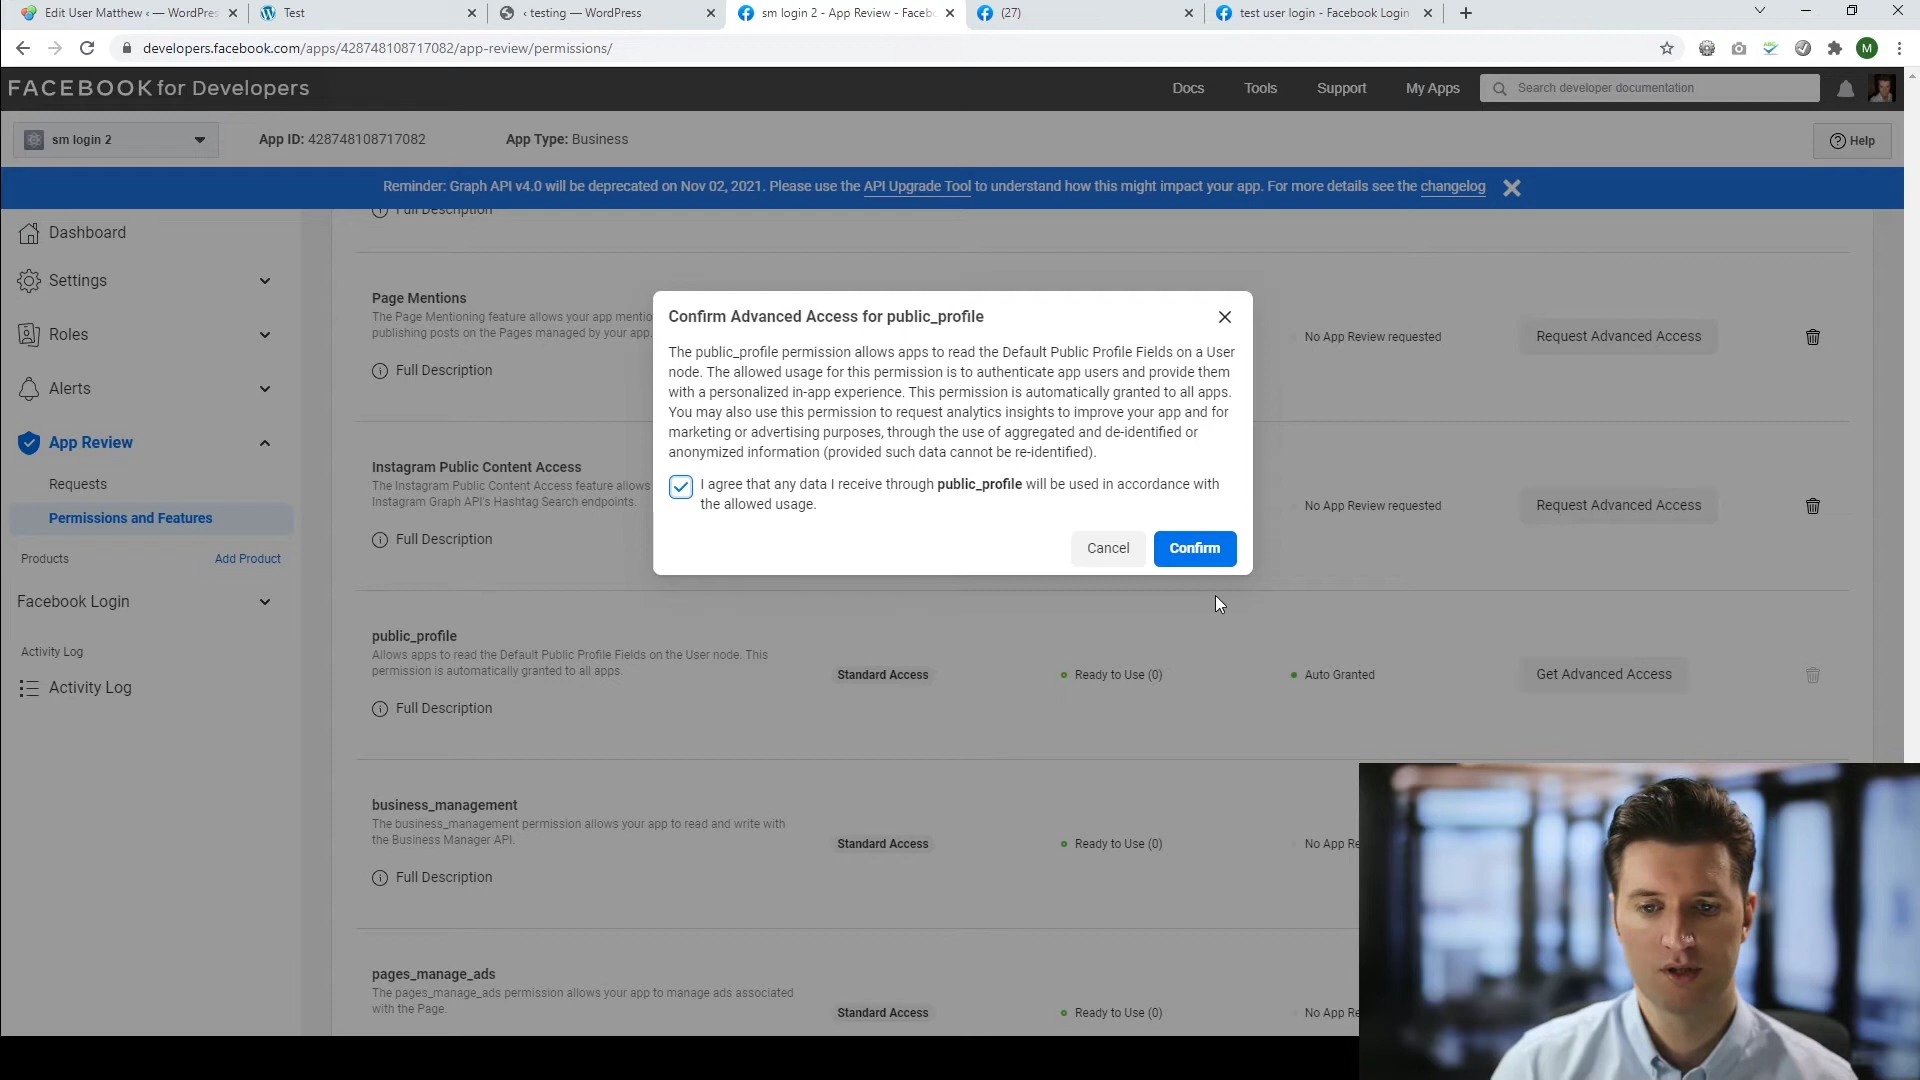 Edit User Matthew ‹ — WordPres
Test
‹ testing — WordPress
sm login 2 - App Review - Facebo
(27)
test user login - Facebook Login
developers.facebook.com/apps/428748108717082/app-review/permissions/
M
FACEBOOK for Developers
Docs
Tools
Support
My Apps
Search developer documentation
sm login 2
App ID: 428748108717082
App Type: Business
Help
Reminder: Graph API v4.0 will be deprecated on Nov 02, 2021. Please use the API Upgrade Tool to understand how this might impact your app. For more details see the changelog
Dashboard
Settings
Roles
Alerts
App Review
Requests
Permissions and Features
Products
Add Product
Facebook Login
Activity Log
Activity Log
Full Description
Page Mentions
The Page Mentioning feature allows your app mentio
publishing posts on the Pages managed by your app.
Full Description
No App Review requested
Request Advanced Access
Instagram Public Content Access
The Instagram Public Content Access feature allows
Instagram Graph API's Hashtag Search endpoints.
Full Description
No App Review requested
Request Advanced Access
Confirm Advanced Access for public_profile
The public_profile permission allows apps to read the Default Public Profile Fields on a User
node. The allowed usage for this permission is to authenticate app users and provide them
with a personalized in-app experience. This permission is automatically granted to all apps.
You may also use this permission to request analytics insights to improve your app and for
marketing or advertising purposes, through the use of aggregated and de-identified or
anonymized information (provided such data cannot be re-identified).
I agree that any data I receive through public_profile will be used in accordance with
the allowed usage.
Cancel
Confirm
public_profile
Allows apps to read the Default Public Profile Fields on the User node. This
permission is automatically granted to all apps.
Full Description
Standard Access
Ready to Use (0)
Auto Granted
Get Advanced Access
business_management
The business_management permission allows your app to read and write with
the Business Manager API.
Full Description
Standard Access
Ready to Use (0)
No App Re
pages_manage_ads
The pages_manage_ads permission allows your app to manage ads associated
with the Page.
Standard Access
Ready to Use (0)
No App Re